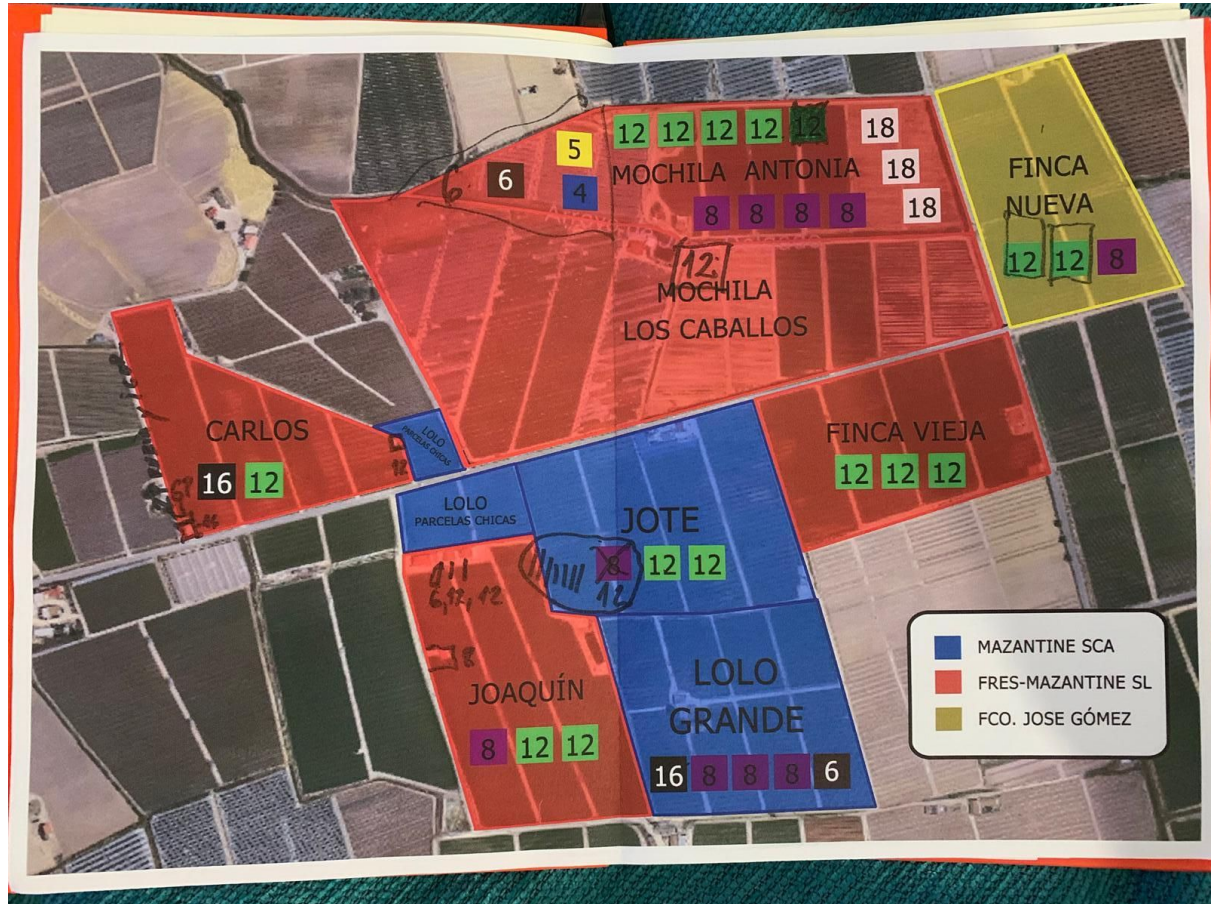 12 12 12 12 12 18
5
6. 6
4
MOCHILA ANTONIA 18
8 8 8 8 18
FINCA
NUEVA
12 12 8
12
MOCHILA
LOS CABALLOS
CARLOS
16 12
12
LOLO
PARCELAS CHICAS
FINCA VIEJA
12 12 12
LOLO
PARCELAS CHICAS
JOTE
8 12 12
12
6, 12, 12
8
JOAQUÍN
8 12 12
LOLO
GRANDE
16 8 8 8 6
MAZANTINE SCA
FRES-MAZANTINE SL
FCO. JOSE GÓMEZ